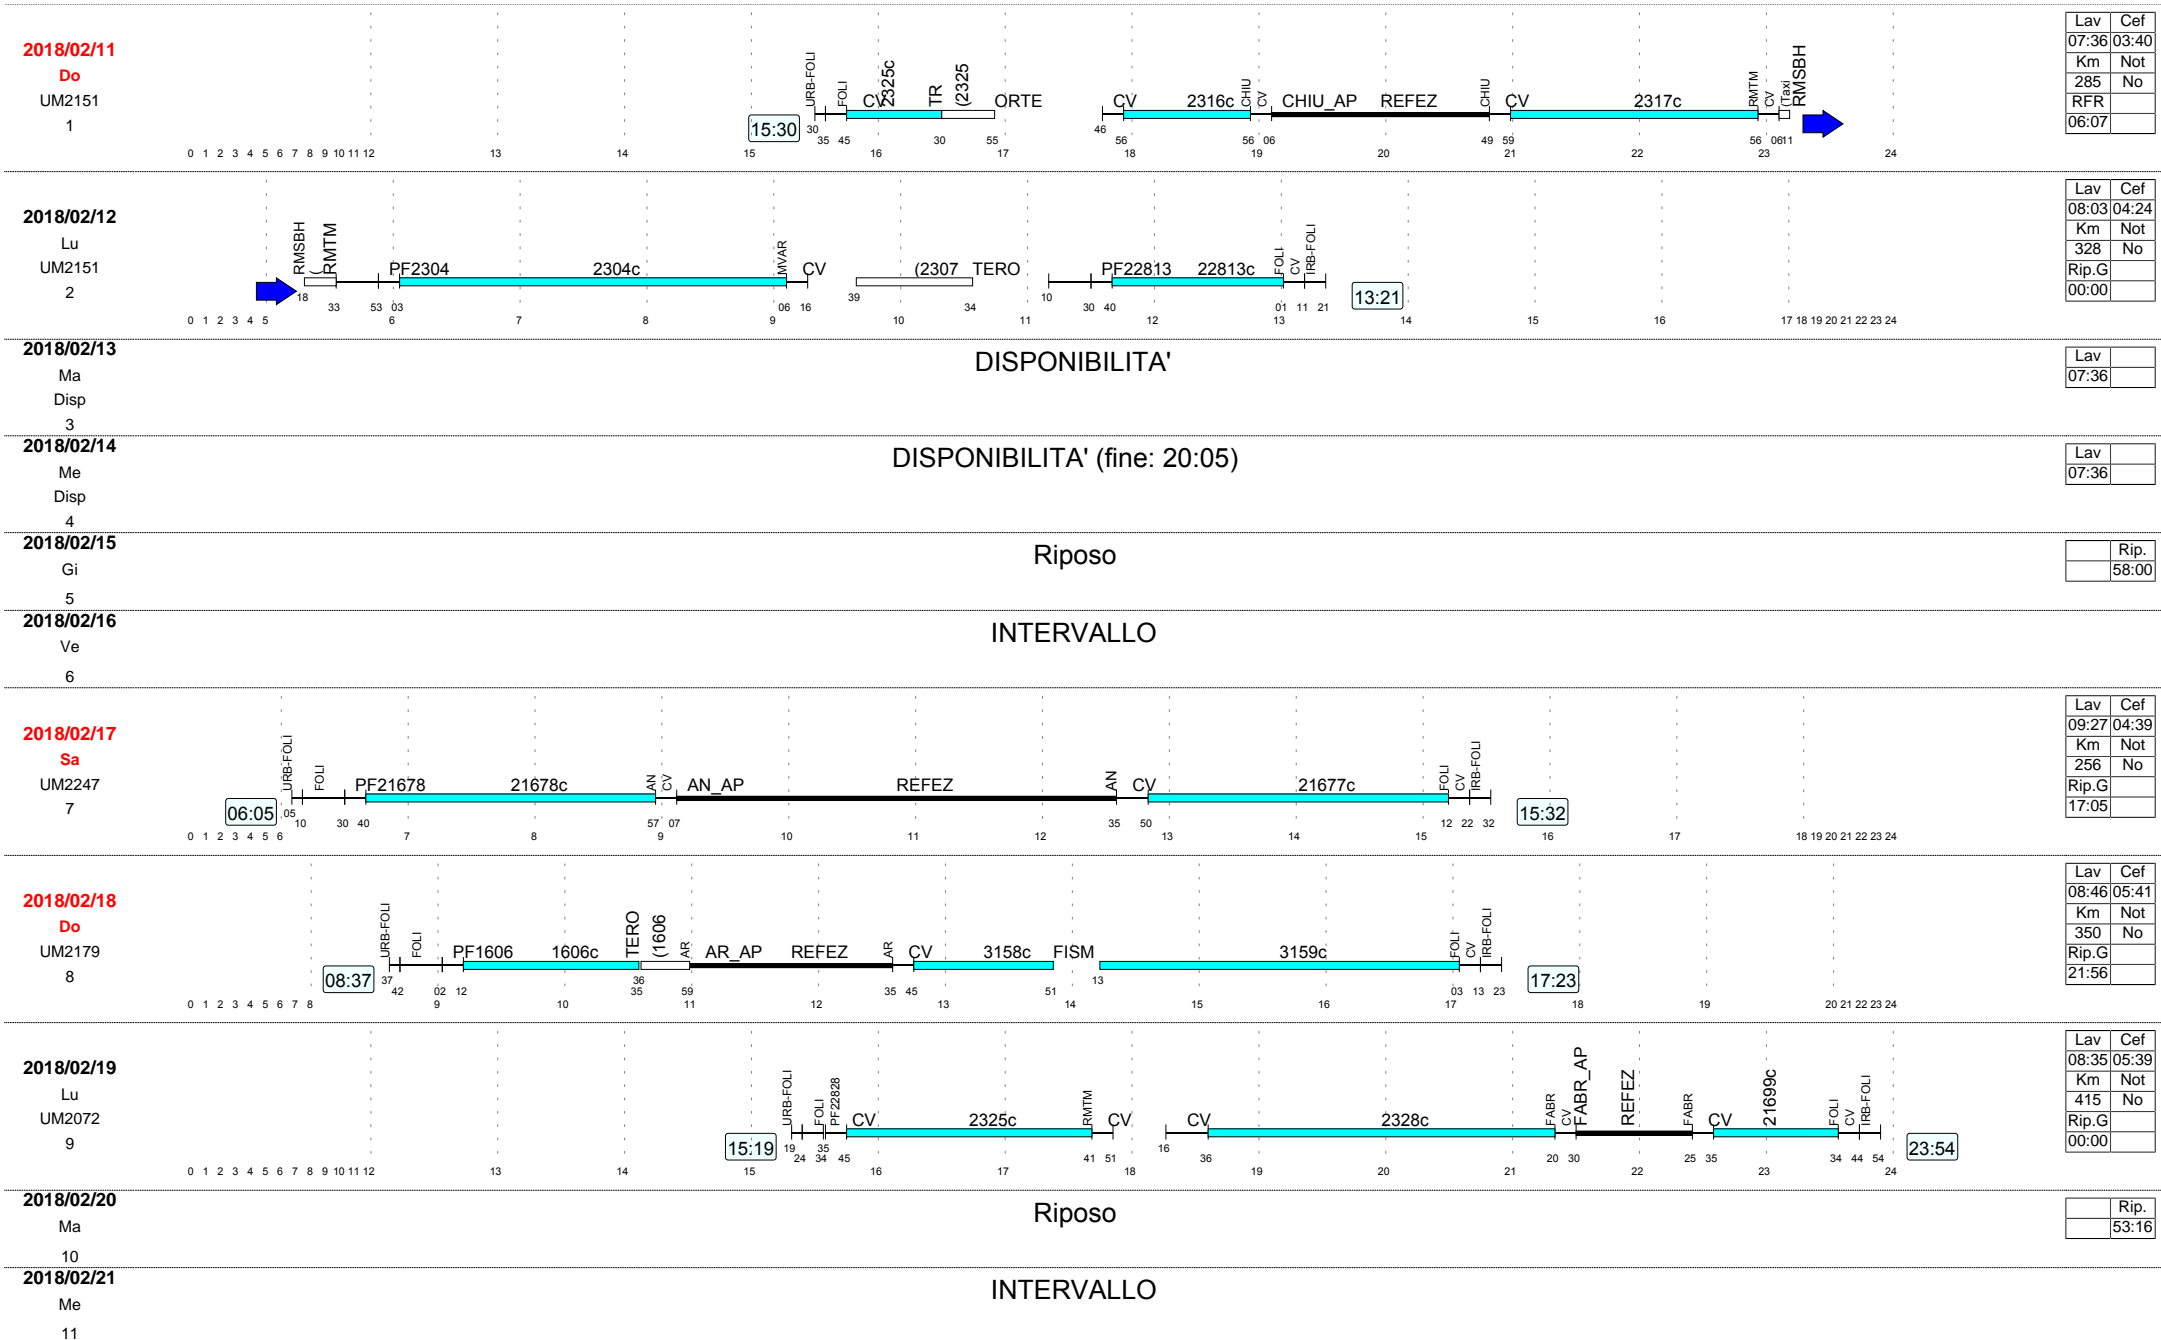 2018/02/11
Do
UM2151
1
15:30
URB-FOLI FOLI CV 2325c TR (2325 ORTE CV 2316c CHIU CV CHIU_AP REFEZ CHIU CV 2317c RMTM CV (Taxi RMSBH
30 35 45 30 55 46 56 56 06 49 59 56 06 11
0 1 2 3 4 5 6 7 8 9 10 11 12 13 14 15 16 17 18 19 20 21 22 23 24
Lav Cef
07:36 03:40
Km Not
285 No
RFR
06:07
2018/02/12
Lu
UM2151
2
RMSBH ( RMTM PF2304 2304c MVAR CV (2307 TERO PF22813 22813c FOLI CV IRB-FOLI
18 33 53 03 06 16 39 34 10 30 40 01 11 21
13:21
0 1 2 3 4 5 6 7 8 9 10 11 12 13 14 15 16 17 18 19 20 21 22 23 24
Lav Cef
08:03 04:24
Km Not
328 No
Rip.G
00:00
2018/02/13
Ma
Disp
3
DISPONIBILITA'
Lav
07:36
2018/02/14
Me
Disp
4
DISPONIBILITA' (fine: 20:05)
Lav
07:36
2018/02/15
Gi
5
Riposo
Rip.
58:00
2018/02/16
Ve
6
INTERVALLO
2018/02/17
Sa
UM2247
7
06:05
URB-FOLI FOLI PF21678 21678c AN CV AN_AP REFEZ AN CV 21677c FOLI CV IRB-FOLI
05 10 30 40 57 07 35 50 12 22 32
15:32
0 1 2 3 4 5 6 7 8 9 10 11 12 13 14 15 16 17 18 19 20 21 22 23 24
Lav Cef
09:27 04:39
Km Not
256 No
Rip.G
17:05
2018/02/18
Do
UM2179
8
08:37
URB-FOLI FOLI PF1606 1606c TERO (1606 AR AR_AP REFEZ AR CV 3158c FISM 3159c FOLI CV IRB-FOLI
37 42 02 12 36 35 59 35 45 51 13 03 13 23
17:23
0 1 2 3 4 5 6 7 8 9 10 11 12 13 14 15 16 17 18 19 20 21 22 23 24
Lav Cef
08:46 05:41
Km Not
350 No
Rip.G
21:56
2018/02/19
Lu
UM2072
9
15:19
URB-FOLI FOLI PF22828 CV 2325c RMTM CV CV 2328c FABR CV FABR_AP REFEZ FABR CV 21699c FOLI CV IRB-FOLI
19 24 34 35 45 41 51 16 36 20 30 25 35 34 44 54
23:54
0 1 2 3 4 5 6 7 8 9 10 11 12 13 14 15 16 17 18 19 20 21 22 23 24
Lav Cef
08:35 05:39
Km Not
415 No
Rip.G
00:00
2018/02/20
Ma
10
Riposo
Rip.
53:16
2018/02/21
Me
11
INTERVALLO